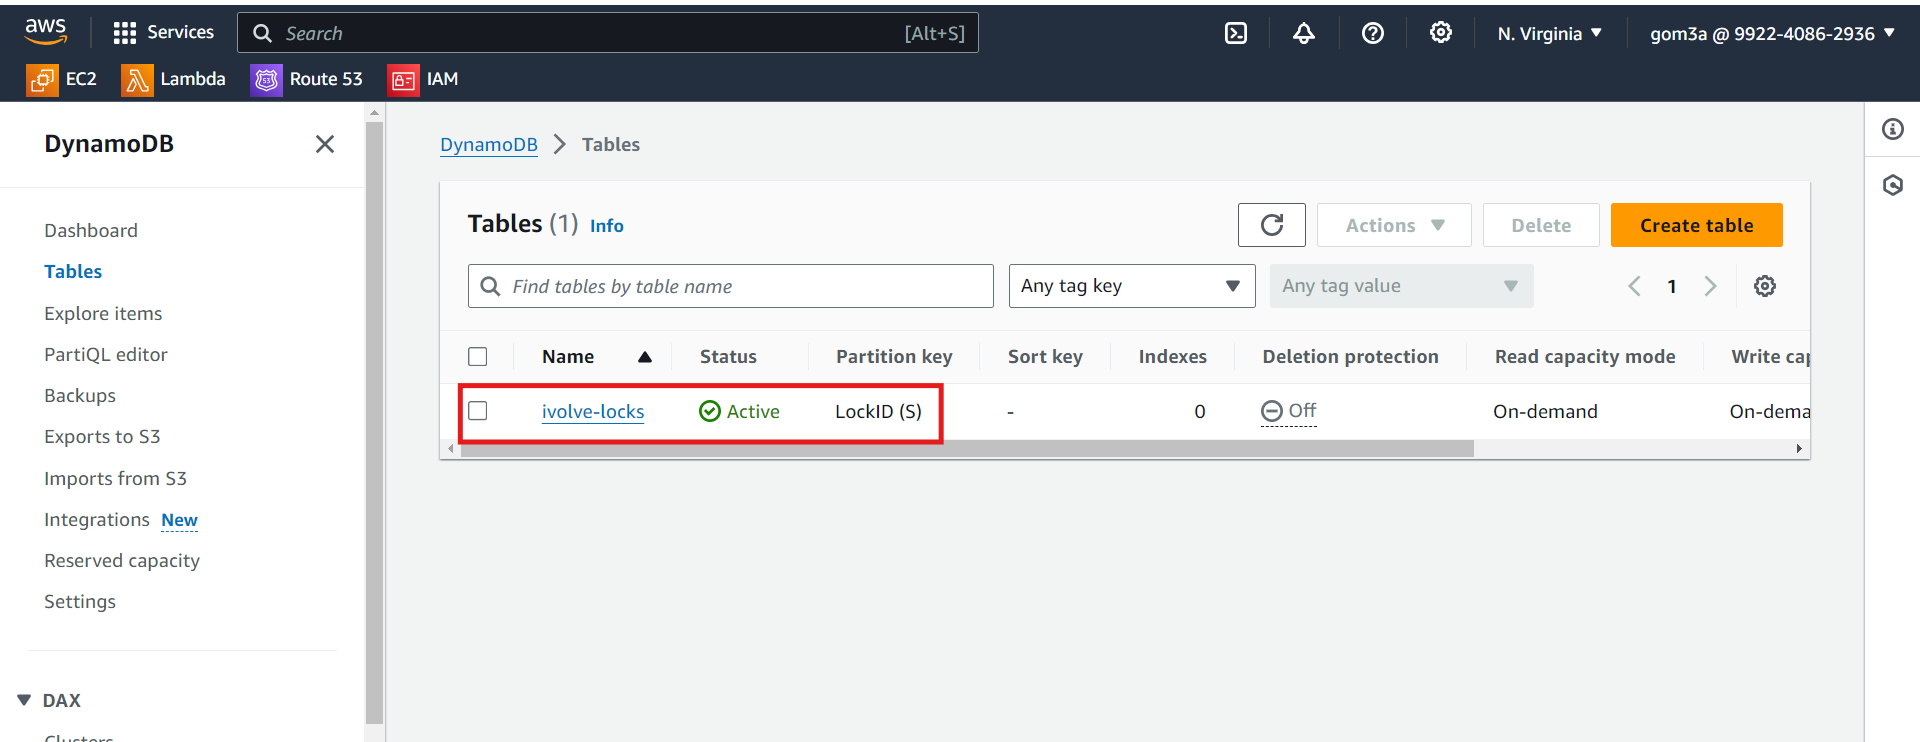 aws Services Search [Alt+S] N. Virginia gom3a @ 9922-4086-2936
EC2 Lambda Route 53 IAM
DynamoDB
Dashboard
Tables
Explore items
PartiQL editor
Backups
Exports to S3
Imports from S3
Integrations New
Reserved capacity
Settings
DAX
Clusters
DynamoDB Tables
Tables (1) Info Actions Delete Create table
Find tables by table name Any tag key Any tag value 1
Name Status Partition key Sort key Indexes Deletion protection Read capacity mode Write cap
ivolve-locks Active LockID (S) - 0 Off On-demand On-dema